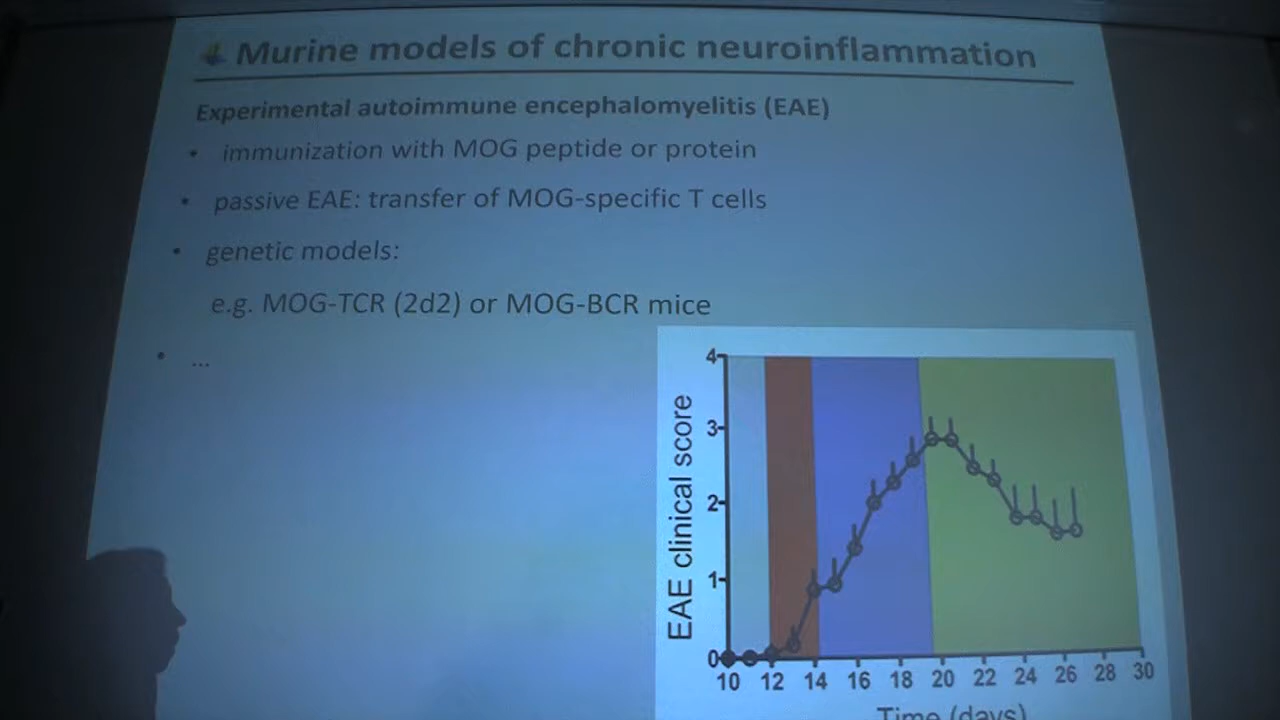 Murine models of chronic neuroinflammation
Experimental autoimmune encephalomyelitis (EAE)
• immunization with MOG peptide or protein
• passive EAE: transfer of MOG-specific T cells
• genetic models:
e.g. MOG-TCR (2d2) or MOG-BCR mice
• ...
EAE clinical score
4
3
2
1
0
10 12 14 16 18 20 22 24 26 28 30
Time (days)